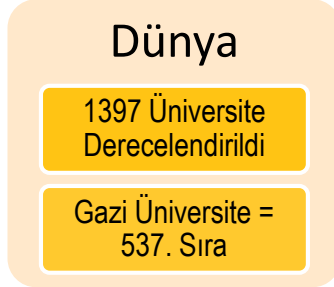 Dünya
1397 Üniversite
Derecelendirildi
Gazi Üniversite =
537. Sıra